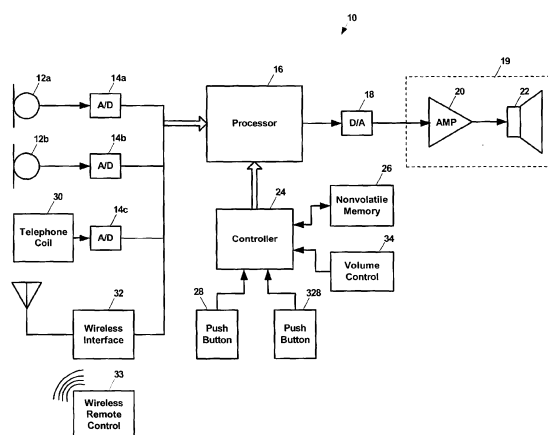 10
12a
14a
A/D
16
Processor
18
D/A
19
20
AMP
22
12b
14b
A/D
30
Telephone
Coil
14c
A/D
24
Controller
26
Nonvolatile
Memory
34
Volume
Control
28
Push
Button
328
Push
Button
32
Wireless
Interface
33
Wireless
Remote
Control